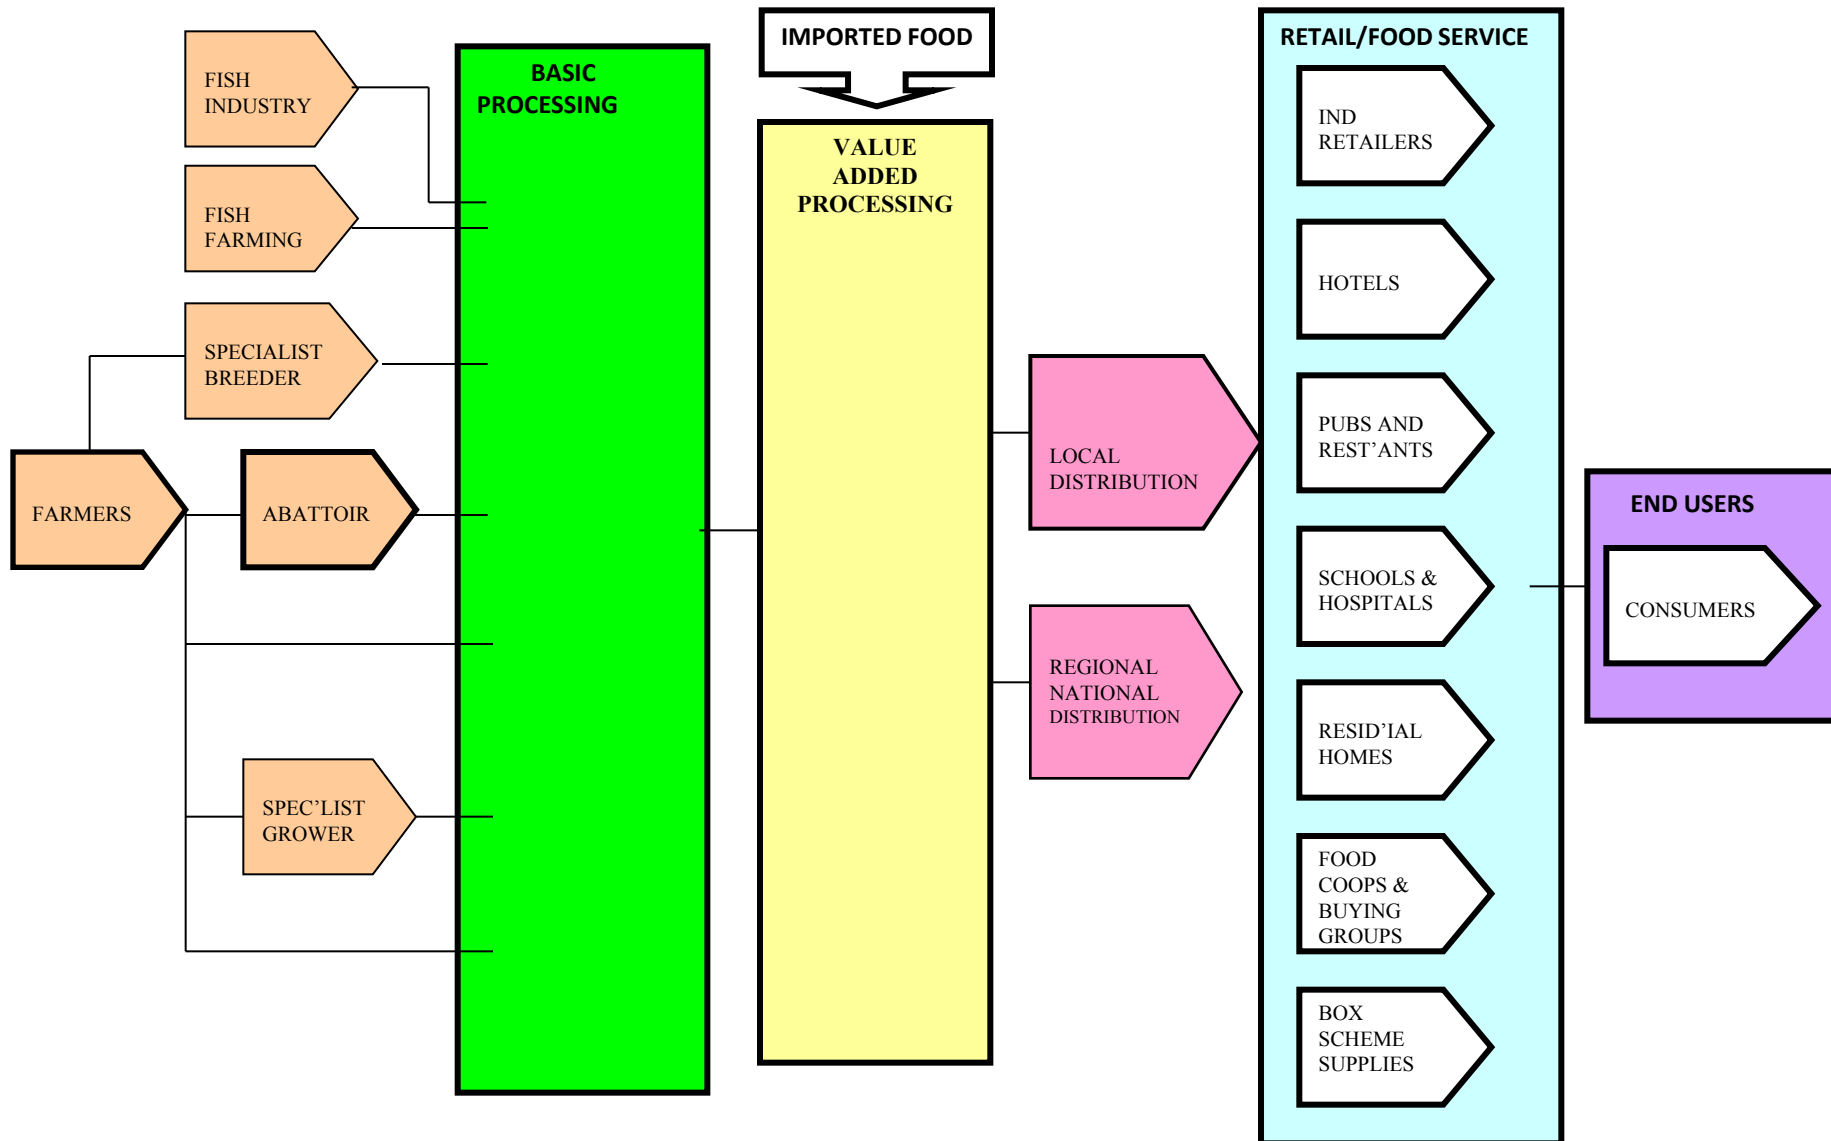 FISH
INDUSTRY
FISH
FARMING
SPECIALIST
BREEDER
FARMERS
ABATTOIR
SPEC’LIST
GROWER
BASIC
PROCESSING
IMPORTED FOOD
VALUE
ADDED
PROCESSING
LOCAL
DISTRIBUTION
REGIONAL
NATIONAL
DISTRIBUTION
RETAIL/FOOD SERVICE
IND
RETAILERS
HOTELS
PUBS AND
REST’ANTS
SCHOOLS &
HOSPITALS
RESID’IAL
HOMES
FOOD
COOPS &
BUYING
GROUPS
BOX
SCHEME
SUPPLIES
END USERS
CONSUMERS